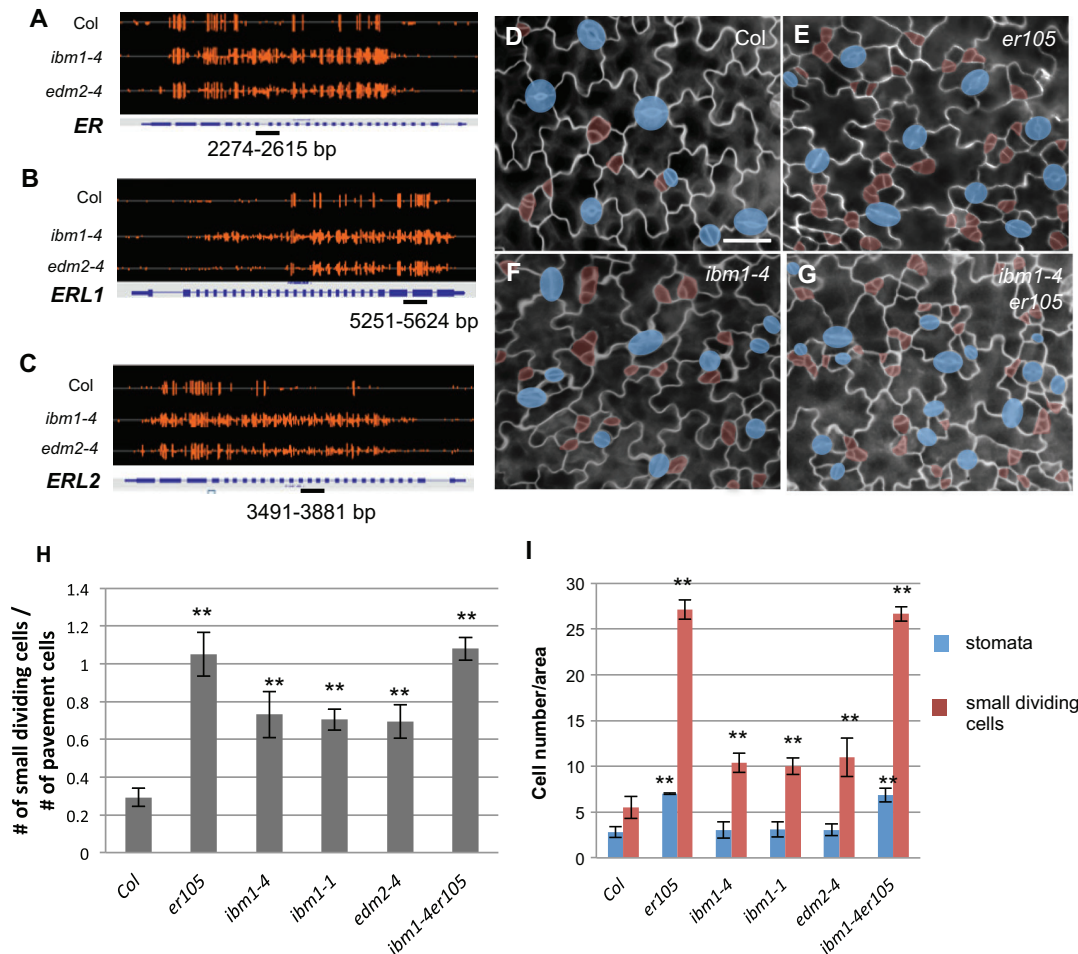 A
Col
ibm1-4
edm2-4
ER
2274-2615 bp
B
Col
ibm1-4
edm2-4
ERL1
5251-5624 bp
C
Col
ibm1-4
edm2-4
ERL2
3491-3881 bp
D
Col
E
er105
F
ibm1-4
G
ibm1-4
er105
H
# of small dividing cells /
# of pavement cells
1.4
1.2
1
0.8
0.6
0.4
0.2
0
**
**
**
**
**
Col
er105
ibm1-4
ibm1-1
edm2-4
ibm1-4er105
I
Cell number/area
30
25
20
15
10
5
0
**
**
**
**
**
**
**
Col
er105
ibm1-4
ibm1-1
edm2-4
ibm1-4er105
stomata
small dividing
cells